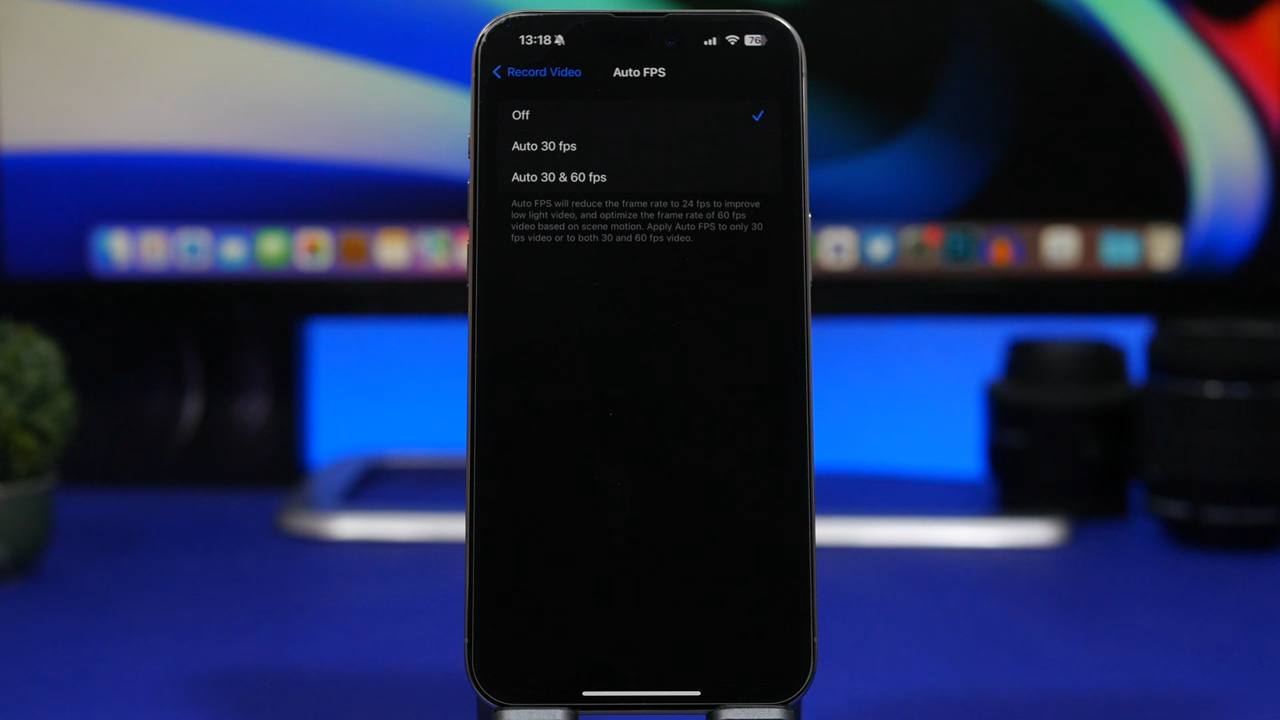 13:18
76
Record Video
Auto FPS
Off
Auto 30 fps
Auto 30 & 60 fps
Auto FPS will reduce the frame rate to 24 fps to improve
low light video, and optimize the frame rate of 60 fps
video based on scene motion. Apply Auto FPS to only 30
fps video or to both 30 and 60 fps video.